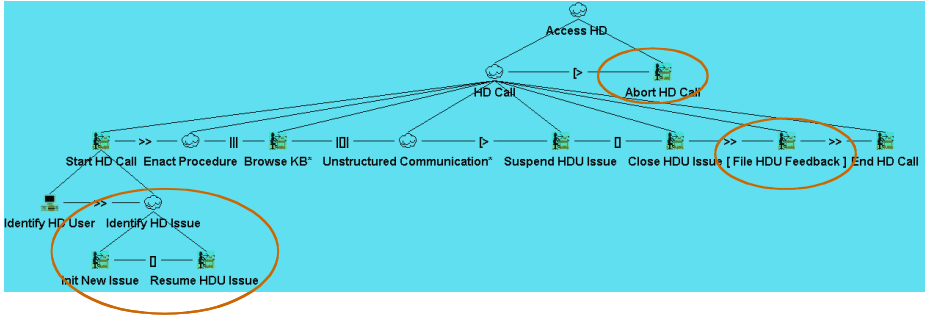 Access HD
[>
HD Call Abort HD Call
>> ||| |[]| [> [] >> >>
Start HD Call Enact Procedure Browse KB* Unstructured Communication* Suspend HDU Issue Close HDU Issue [ File HDU Feedback ] End HD Call
>>
Identify HD User Identify HD Issue
[]
Init New Issue Resume HDU Issue